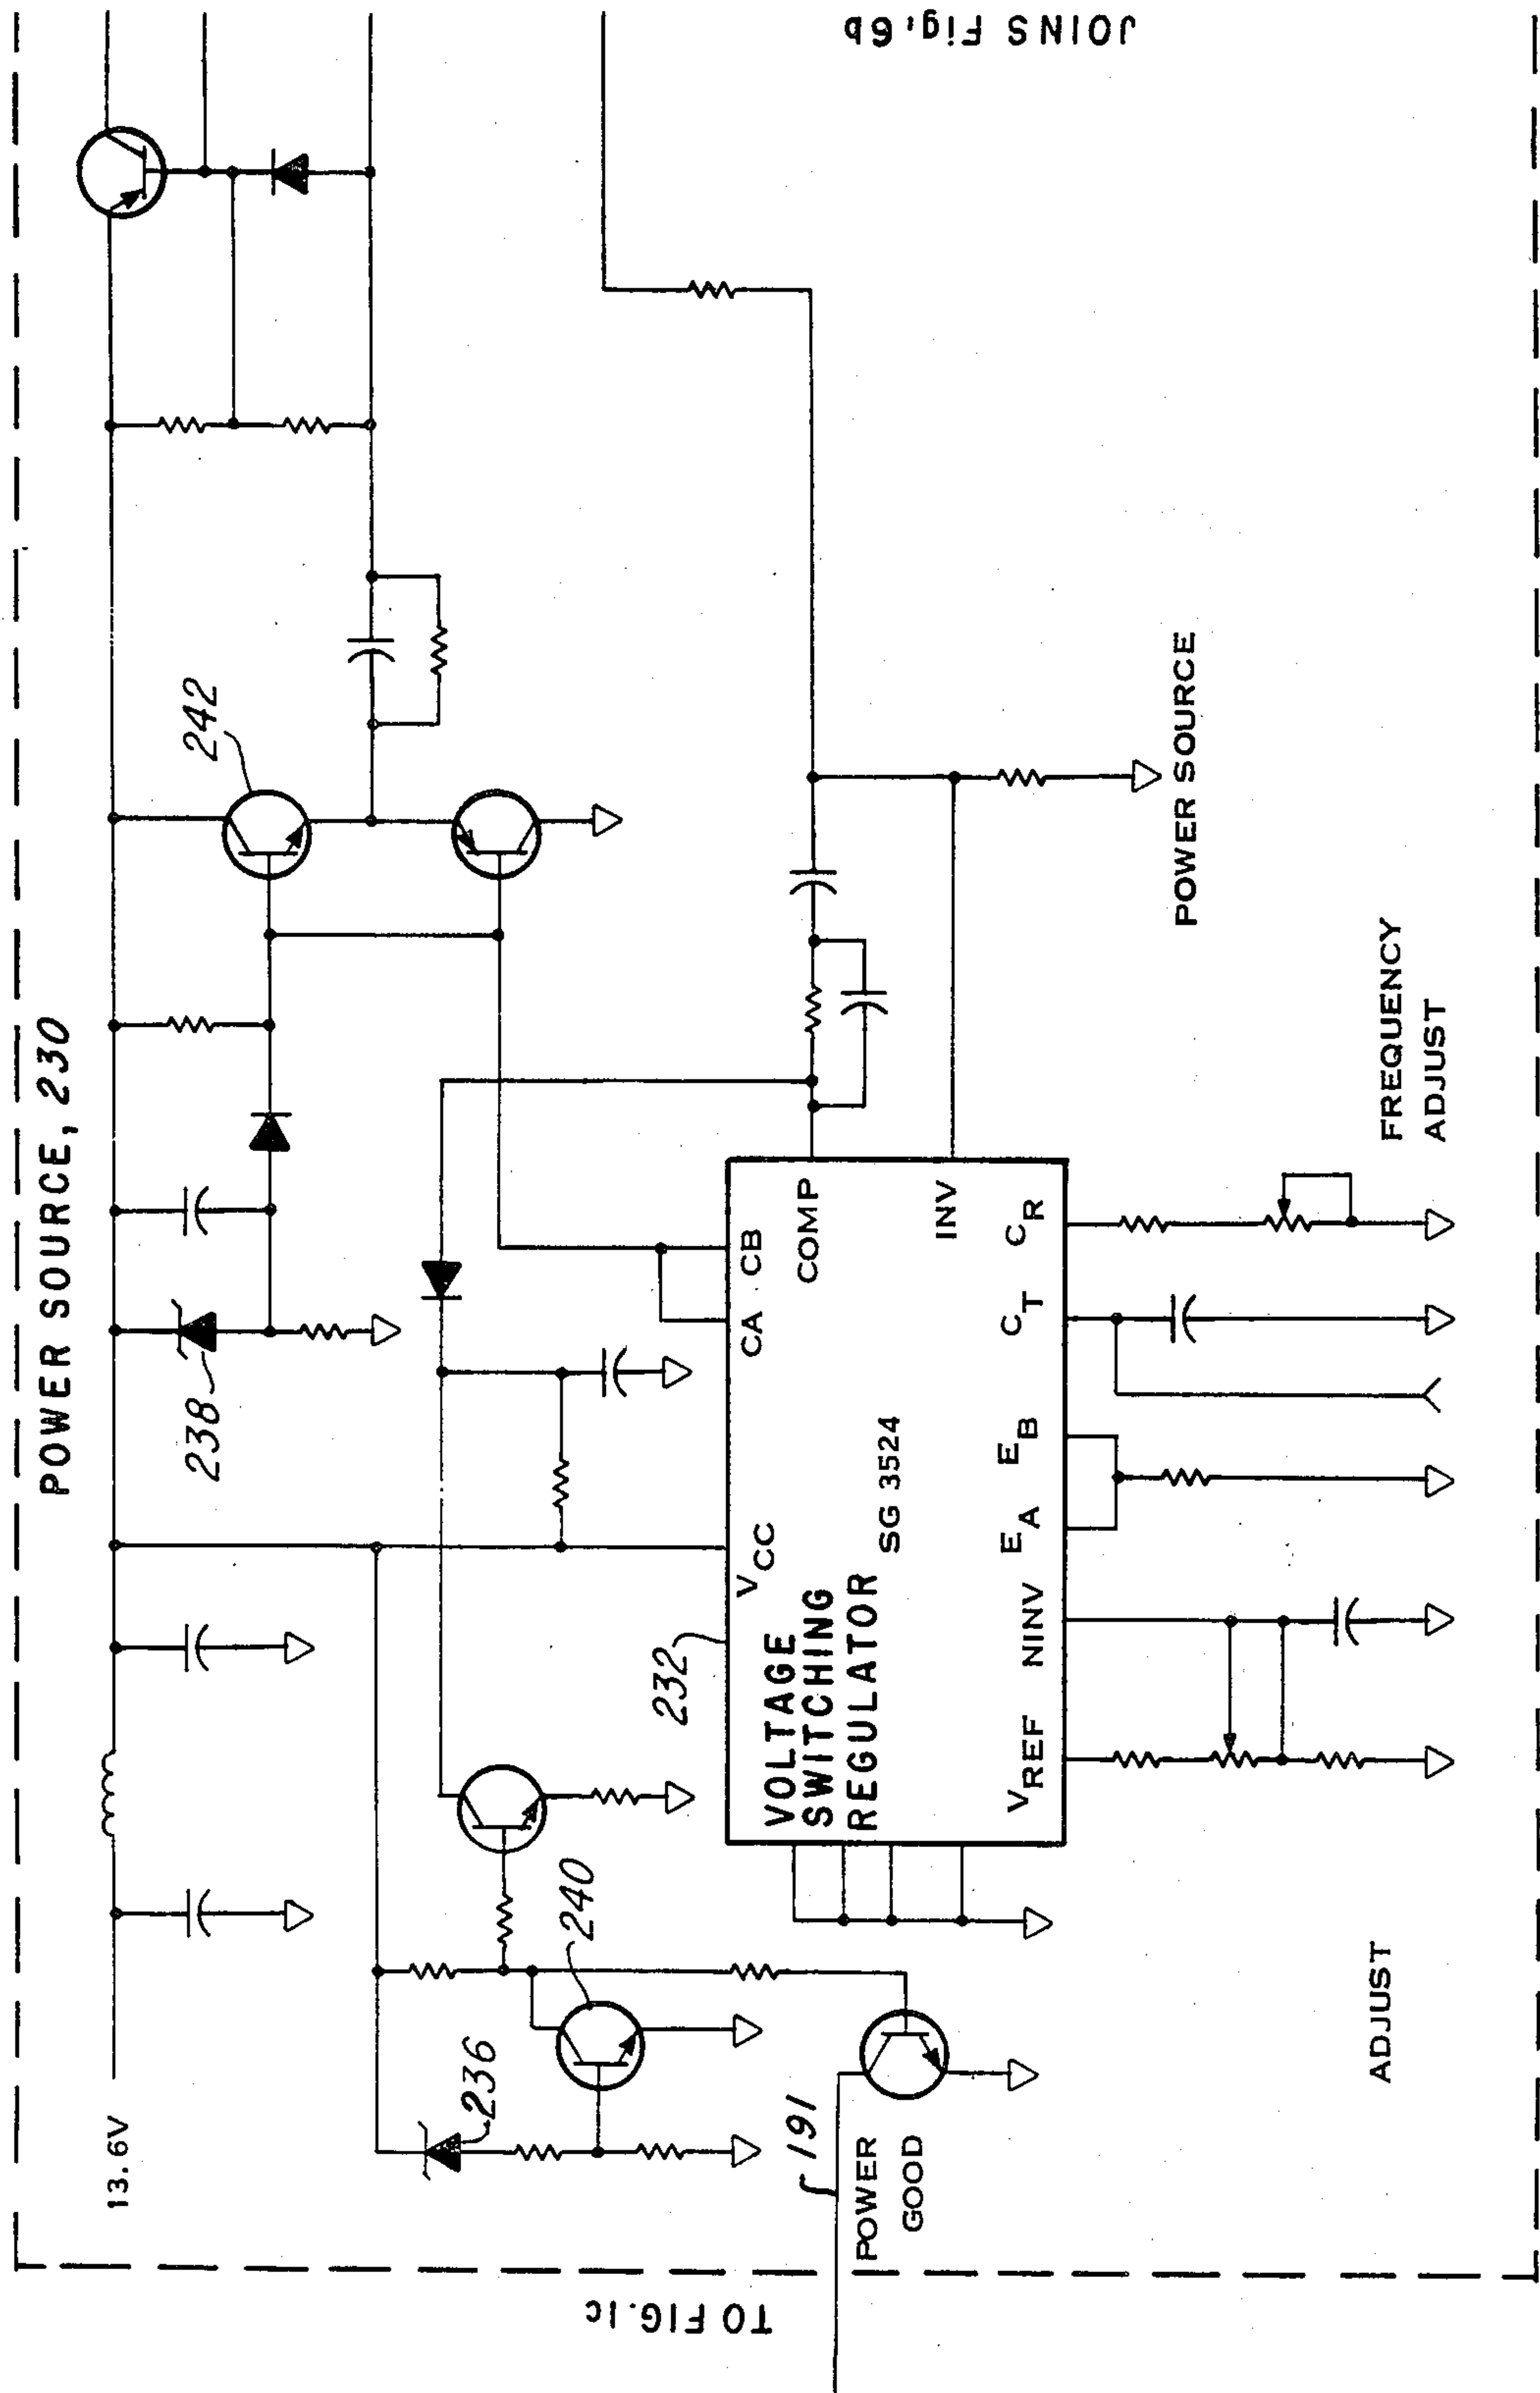 POWER SOURCE, 230
13.6V
238
242
236
240
232
191
POWER
GOOD
VCC
CA
CB
VOLTAGE
SWITCHING
REGULATOR
SG 3524
COMP
INV
VREF
NINV
EA
EB
CT
CR
POWER SOURCE
ADJUST
FREQUENCY
ADJUST
TO FIG. 1c
JOINS Fig. 6b